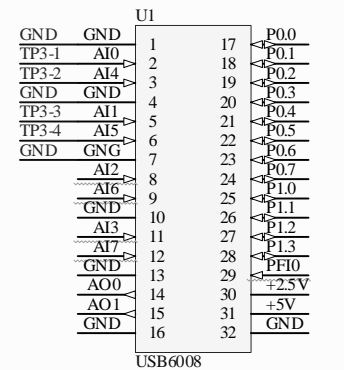 U1
GND GND 1 17 P0.0
TP3-1 AI0 2 18 P0.1
TP3-2 AI4 3 19 P0.2
GND GND 4 20 P0.3
TP3-3 AI1 5 21 P0.4
TP3-4 AI5 6 22 P0.5
GND GNG 7 23 P0.6
AI2 8 24 P0.7
AI6 9 25 P1.0
GND 10 26 P1.1
AI3 11 27 P1.2
AI7 12 28 P1.3
GND 13 29 PFI0
AO0 14 30 +2.5V
AO1 15 31 +5V
GND 16 32 GND
USB6008